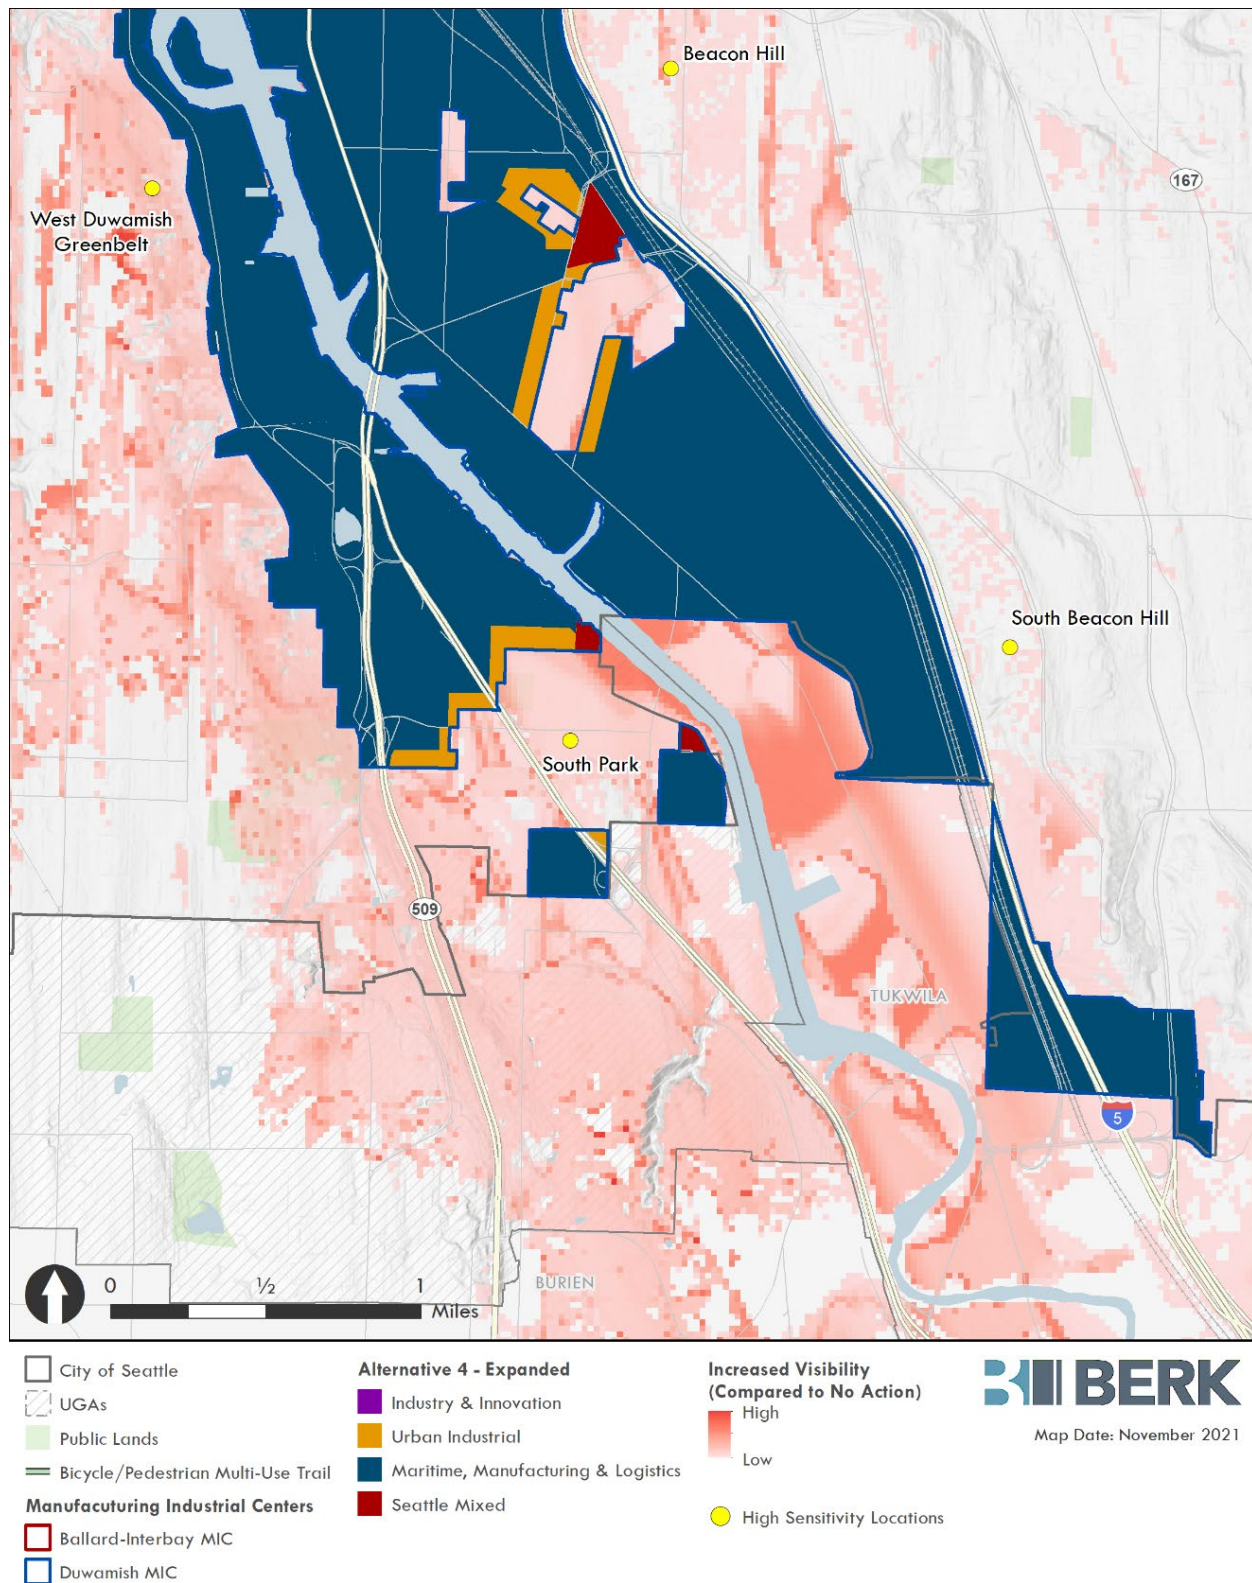 Beacon Hill
167
West Duwamish
Greenbelt
South Beacon Hill
South Park
509
TUKWILA
5
BURIEN
0 ½ 1
Miles
City of Seattle
UGAs
Public Lands
Bicycle/Pedestrian Multi-Use Trail
Manufacuturing Industrial Centers
Ballard-Interbay MIC
Duwamish MIC
Alternative 4 - Expanded
Industry & Innovation
Urban Industrial
Maritime, Manufacturing & Logistics
Seattle Mixed
Increased Visibility
(Compared to No Action)
High
Low
High Sensitivity Locations
BERK
Map Date: November 2021